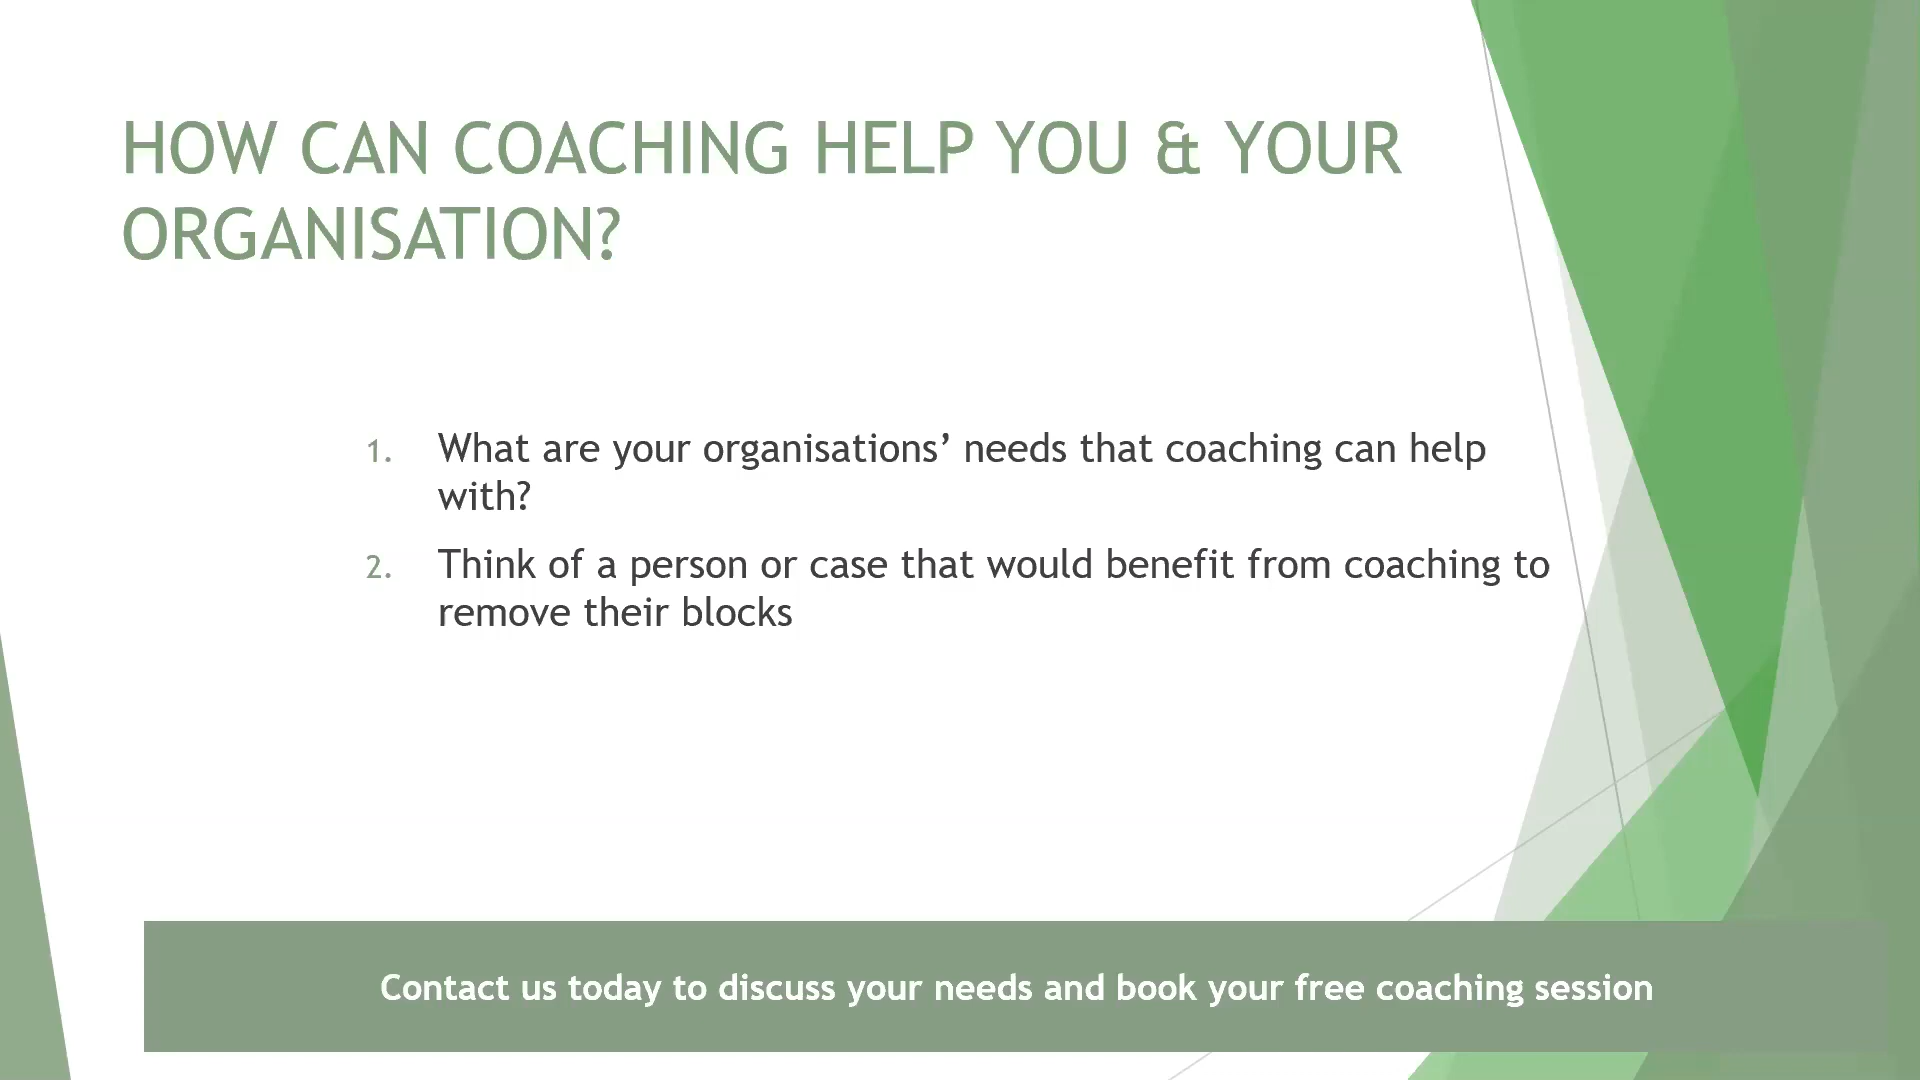 HOW CAN COACHING HELP YOU & YOUR
ORGANISATION?
1. What are your organisations’ needs that coaching can help
with?
2. Think of a person or case that would benefit from coaching to
remove their blocks
Contact us today to discuss your needs and book your free coaching session